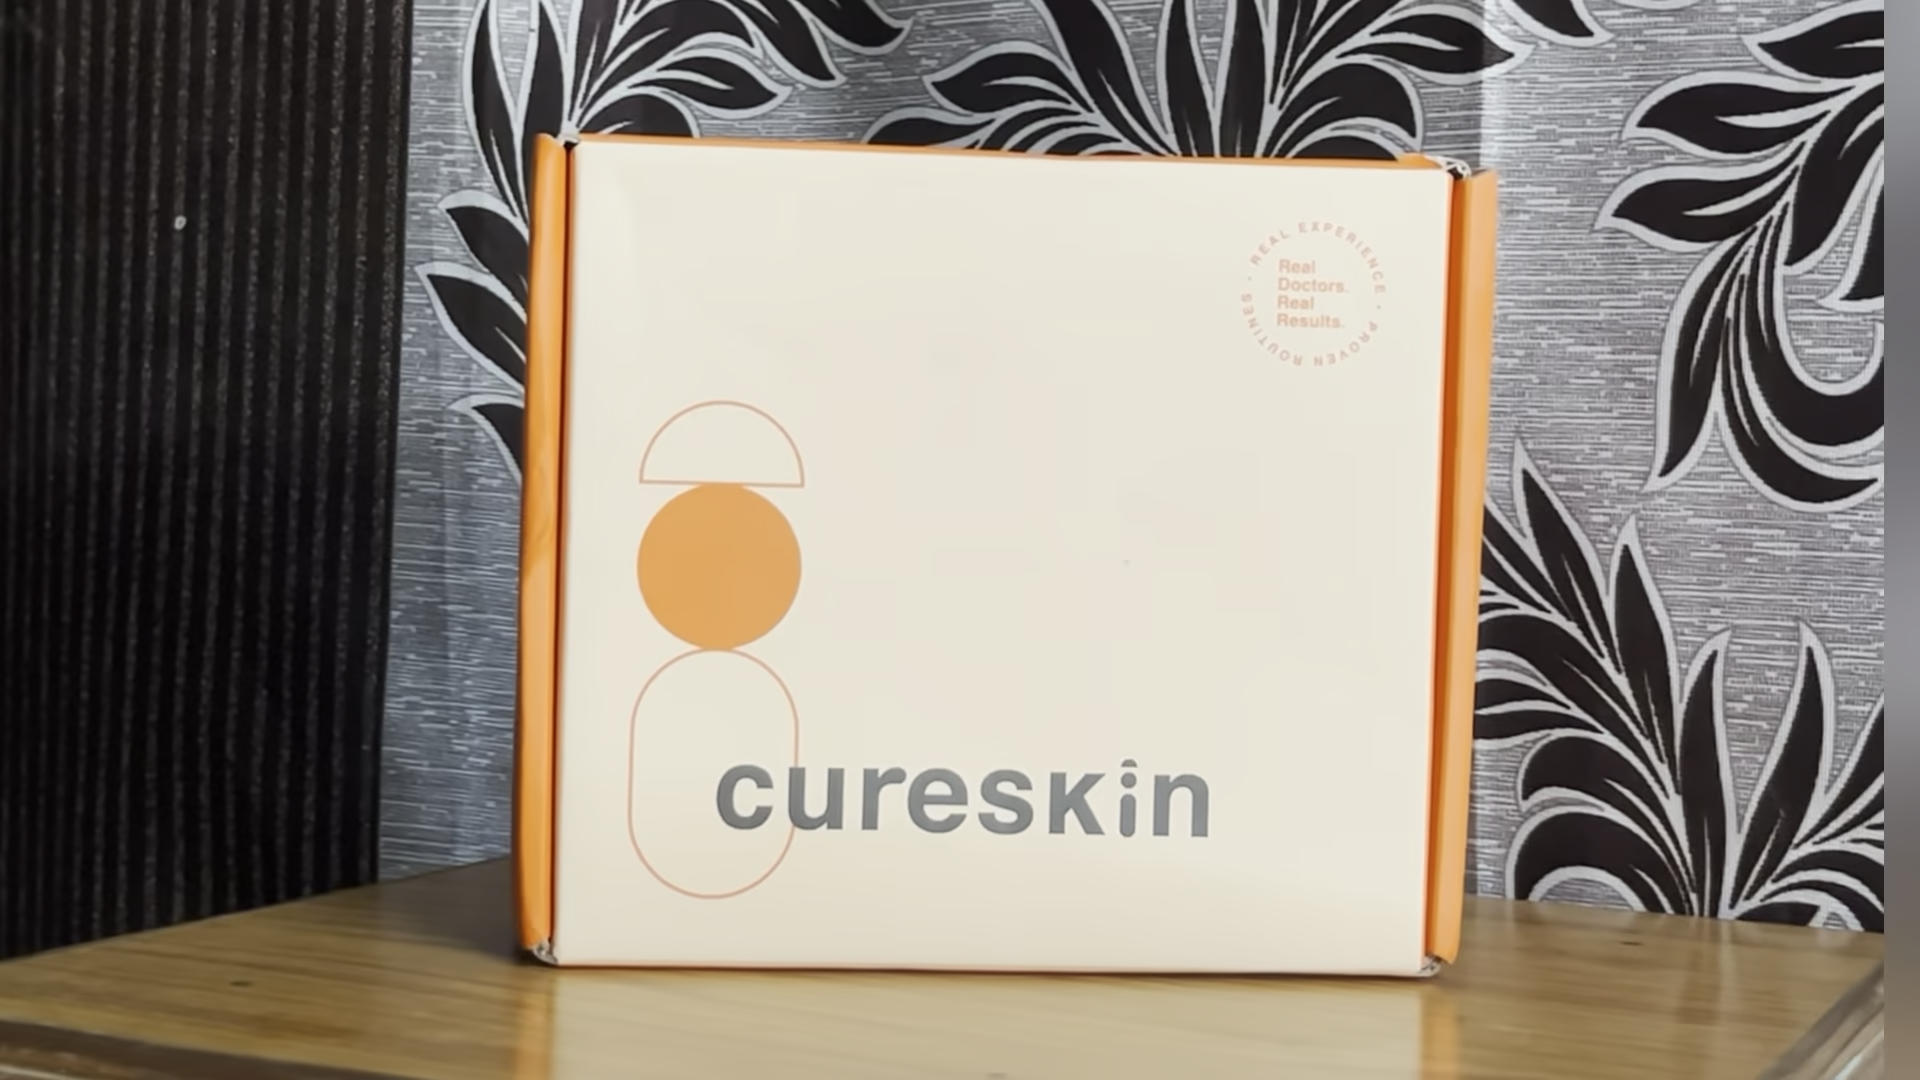 REAL EXPERIENCE · PROVEN ROUTINES ·
Real
Doctors.
Real
Results.
cureskin